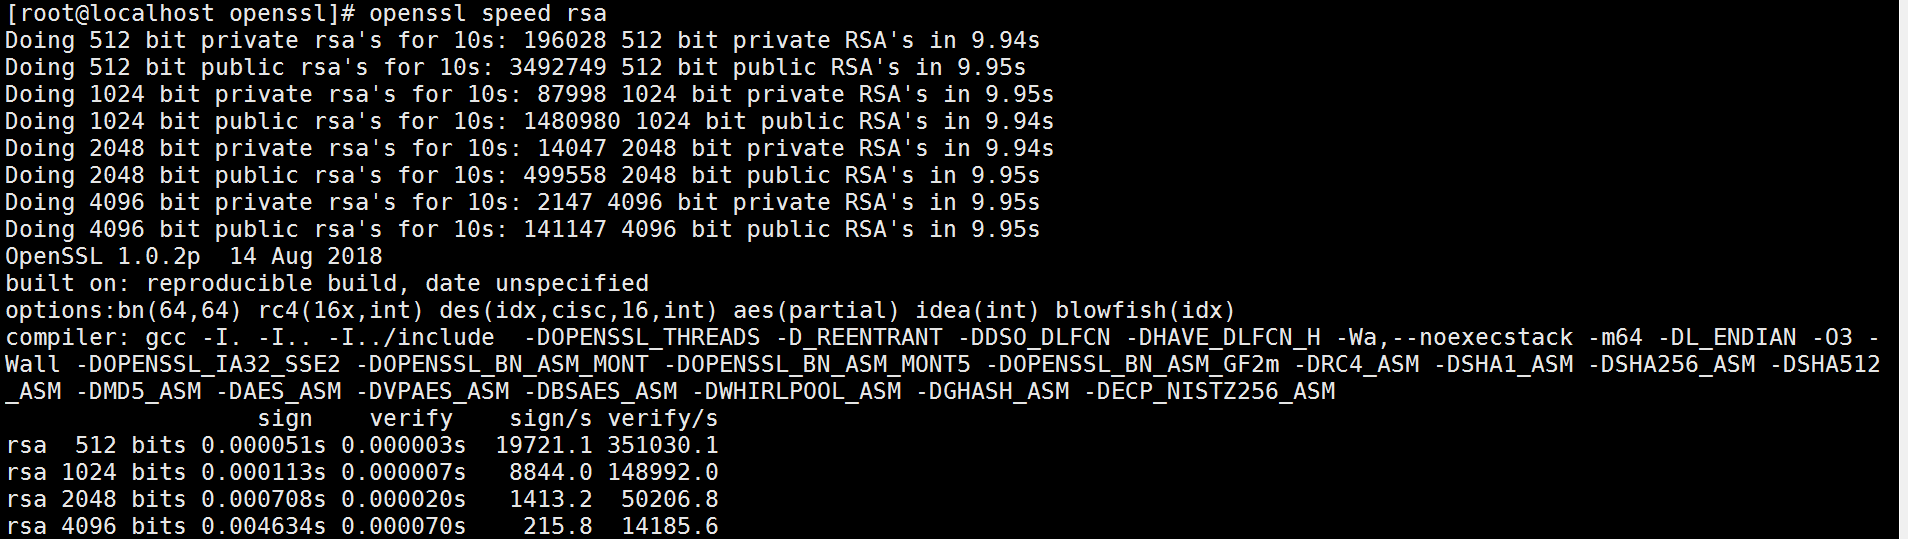 [root@localhost openssl]# openssl speed rsa
Doing 512 bit private rsa's for 10s: 196028 512 bit private RSA's in 9.94s
Doing 512 bit public rsa's for 10s: 3492749 512 bit public RSA's in 9.95s
Doing 1024 bit private rsa's for 10s: 87998 1024 bit private RSA's in 9.95s
Doing 1024 bit public rsa's for 10s: 1480980 1024 bit public RSA's in 9.94s
Doing 2048 bit private rsa's for 10s: 14047 2048 bit private RSA's in 9.94s
Doing 2048 bit public rsa's for 10s: 499558 2048 bit public RSA's in 9.95s
Doing 4096 bit private rsa's for 10s: 2147 4096 bit private RSA's in 9.95s
Doing 4096 bit public rsa's for 10s: 141147 4096 bit public RSA's in 9.95s
OpenSSL 1.0.2p  14 Aug 2018
built on: reproducible build, date unspecified
options:bn(64,64) rc4(16x,int) des(idx,cisc,16,int) aes(partial) idea(int) blowfish(idx)
compiler: gcc -I. -I.. -I../include  -DOPENSSL_THREADS -D_REENTRANT -DDSO_DLFCN -DHAVE_DLFCN_H -Wa,--noexecstack -m64 -DL_ENDIAN -O3 -
Wall -DOPENSSL_IA32_SSE2 -DOPENSSL_BN_ASM_MONT -DOPENSSL_BN_ASM_MONT5 -DOPENSSL_BN_ASM_GF2m -DRC4_ASM -DSHA1_ASM -DSHA256_ASM -DSHA512
_ASM -DMD5_ASM -DAES_ASM -DVPAES_ASM -DBSAES_ASM -DWHIRLPOOL_ASM -DGHASH_ASM -DECP_NISTZ256_ASM
                  sign    verify    sign/s verify/s
rsa  512 bits 0.000051s 0.000003s  19721.1 351030.1
rsa 1024 bits 0.000113s 0.000007s   8844.0 148992.0
rsa 2048 bits 0.000708s 0.000020s   1413.2  50206.8
rsa 4096 bits 0.004634s 0.000070s    215.8  14185.6